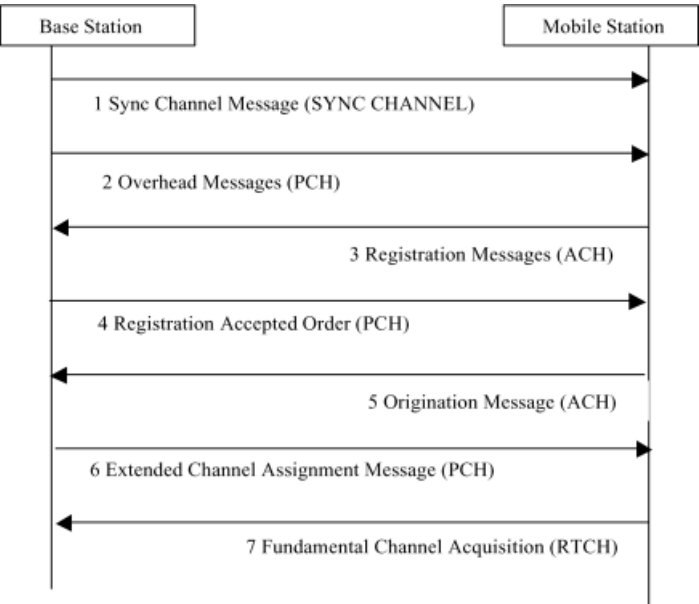 Base Station
Mobile Station
1 Sync Channel Message (SYNC CHANNEL)
2 Overhead Messages (PCH)
3 Registration Messages (ACH)
4 Registration Accepted Order (PCH)
5 Origination Message (ACH)
6 Extended Channel Assignment Message (PCH)
7 Fundamental Channel Acquisition (RTCH)